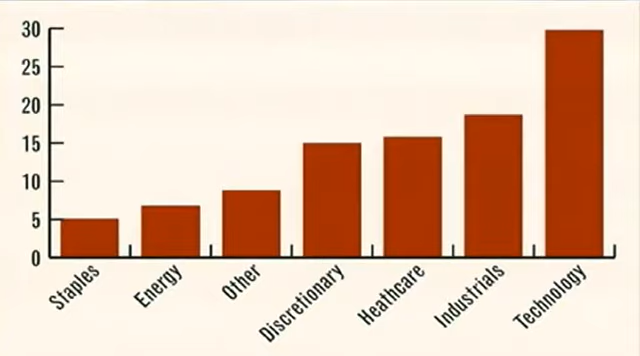 30
25
20
15
10
5
0
Staples
Energy
Other
Discretionary
Heathcare
Industrials
Technology